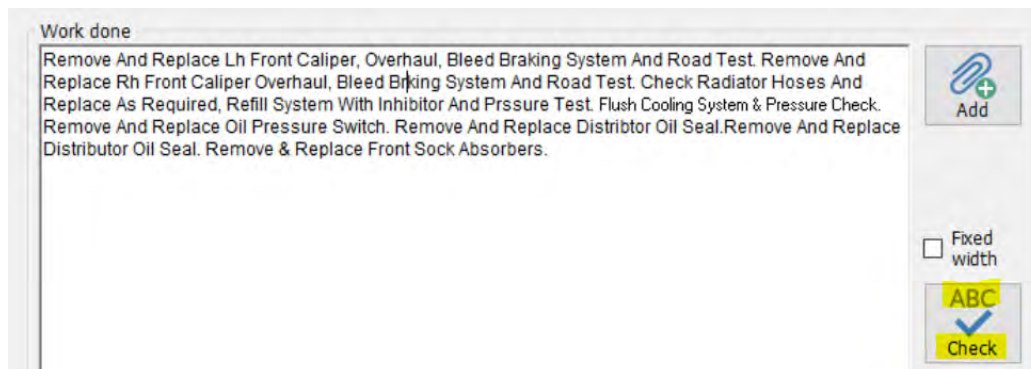 Work done
Remove And Replace Lh Front Caliper, Overhaul, Bleed Braking System And Road Test. Remove And
Replace Rh Front Caliper Overhaul, Bleed Brking System And Road Test. Check Radiator Hoses And
Replace As Required, Refill System With Inhibitor And Prssure Test. Flush Cooling System & Pressure Check.
Remove And Replace Oil Pressure Switch. Remove And Replace Distribtor Oil Seal.Remove And Replace
Distributor Oil Seal. Remove & Replace Front Sock Absorbers.
Add
Fixed
width
ABC
Check